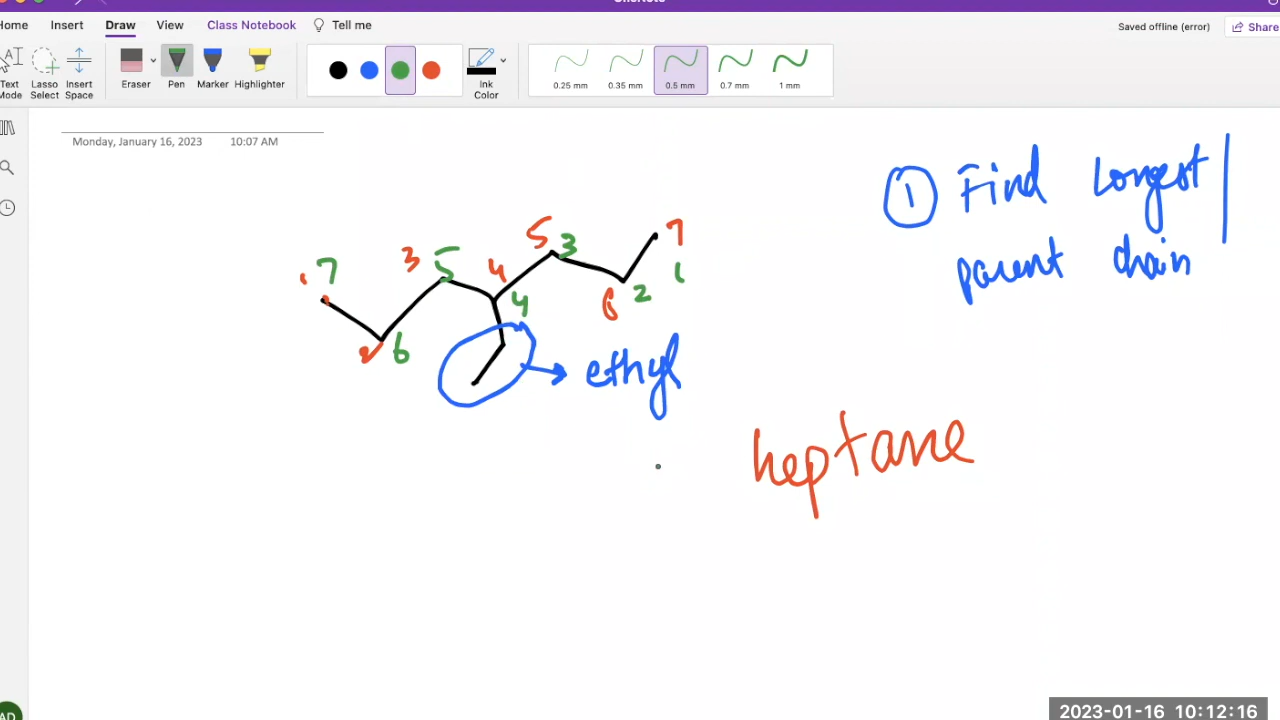 OneNote
Home Insert Draw View Class Notebook Tell me
Saved offline (error) Share
Text Mode Lasso Select Insert Space Eraser Pen Marker Highlighter Ink Color 0.25 mm 0.35 mm 0.5 mm 0.7 mm 1 mm
Monday, January 16, 2023 10:07 AM
1 Find Longest
parent chain
7 3 5 4 5 3 7
1
2 6 4 6 2
ethyl
heptane
AD
2023-01-16 10:12:16